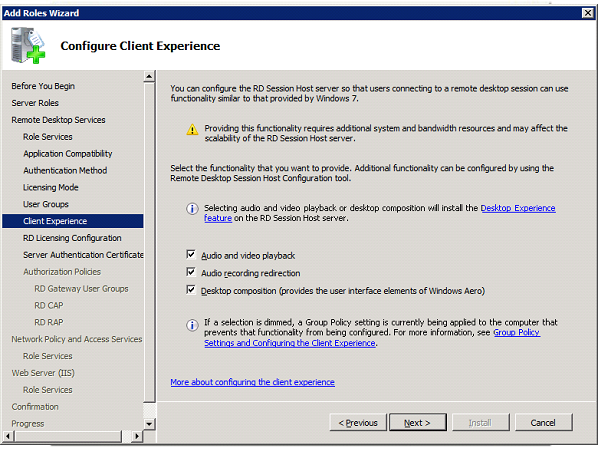 Add Roles Wizard
Configure Client Experience
Before You Begin
Server Roles
Remote Desktop Services
Role Services
Application Compatibility
Authentication Method
Licensing Mode
User Groups
Client Experience
RD Licensing Configuration
Server Authentication Certificate
Authorization Policies
RD Gateway User Groups
RD CAP
RD RAP
Network Policy and Access Services
Role Services
Web Server (IIS)
Role Services
Confirmation
Progress
You can configure the RD Session Host server so that users connecting to a remote desktop session can use
functionality similar to that provided by Windows 7.
Providing this functionality requires additional system and bandwidth resources and may affect the
scalability of the RD Session Host server.
Select the functionality that you want to provide. Additional functionality can be configured by using the
Remote Desktop Session Host Configuration tool.
Selecting audio and video playback or desktop composition will install the Desktop Experience
feature on the RD Session Host server.
Audio and video playback
Audio recording redirection
Desktop composition (provides the user interface elements of Windows Aero)
If a selection is dimmed, a Group Policy setting is currently being applied to the computer that
prevents that functionality from being configured. For more information, see Group Policy
Settings and Configuring the Client Experience.
More about configuring the client experience
< Previous
Next >
Install
Cancel